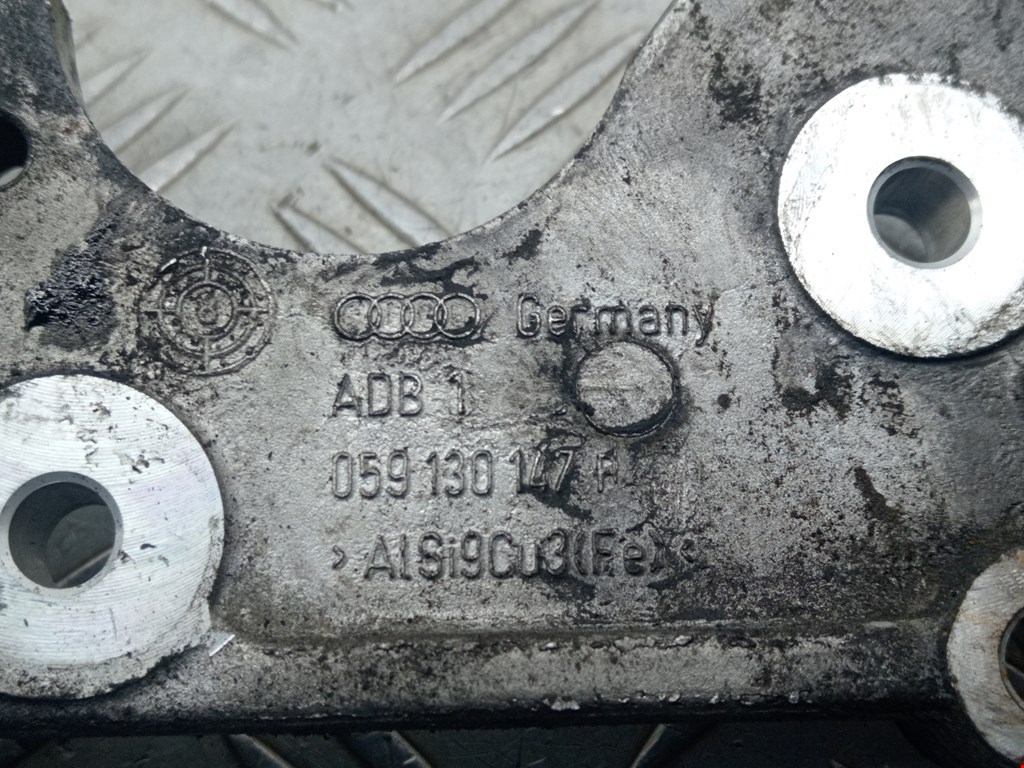 Germany
ADB 1
059 130 147
>AlSi9Cu3(Fe)<